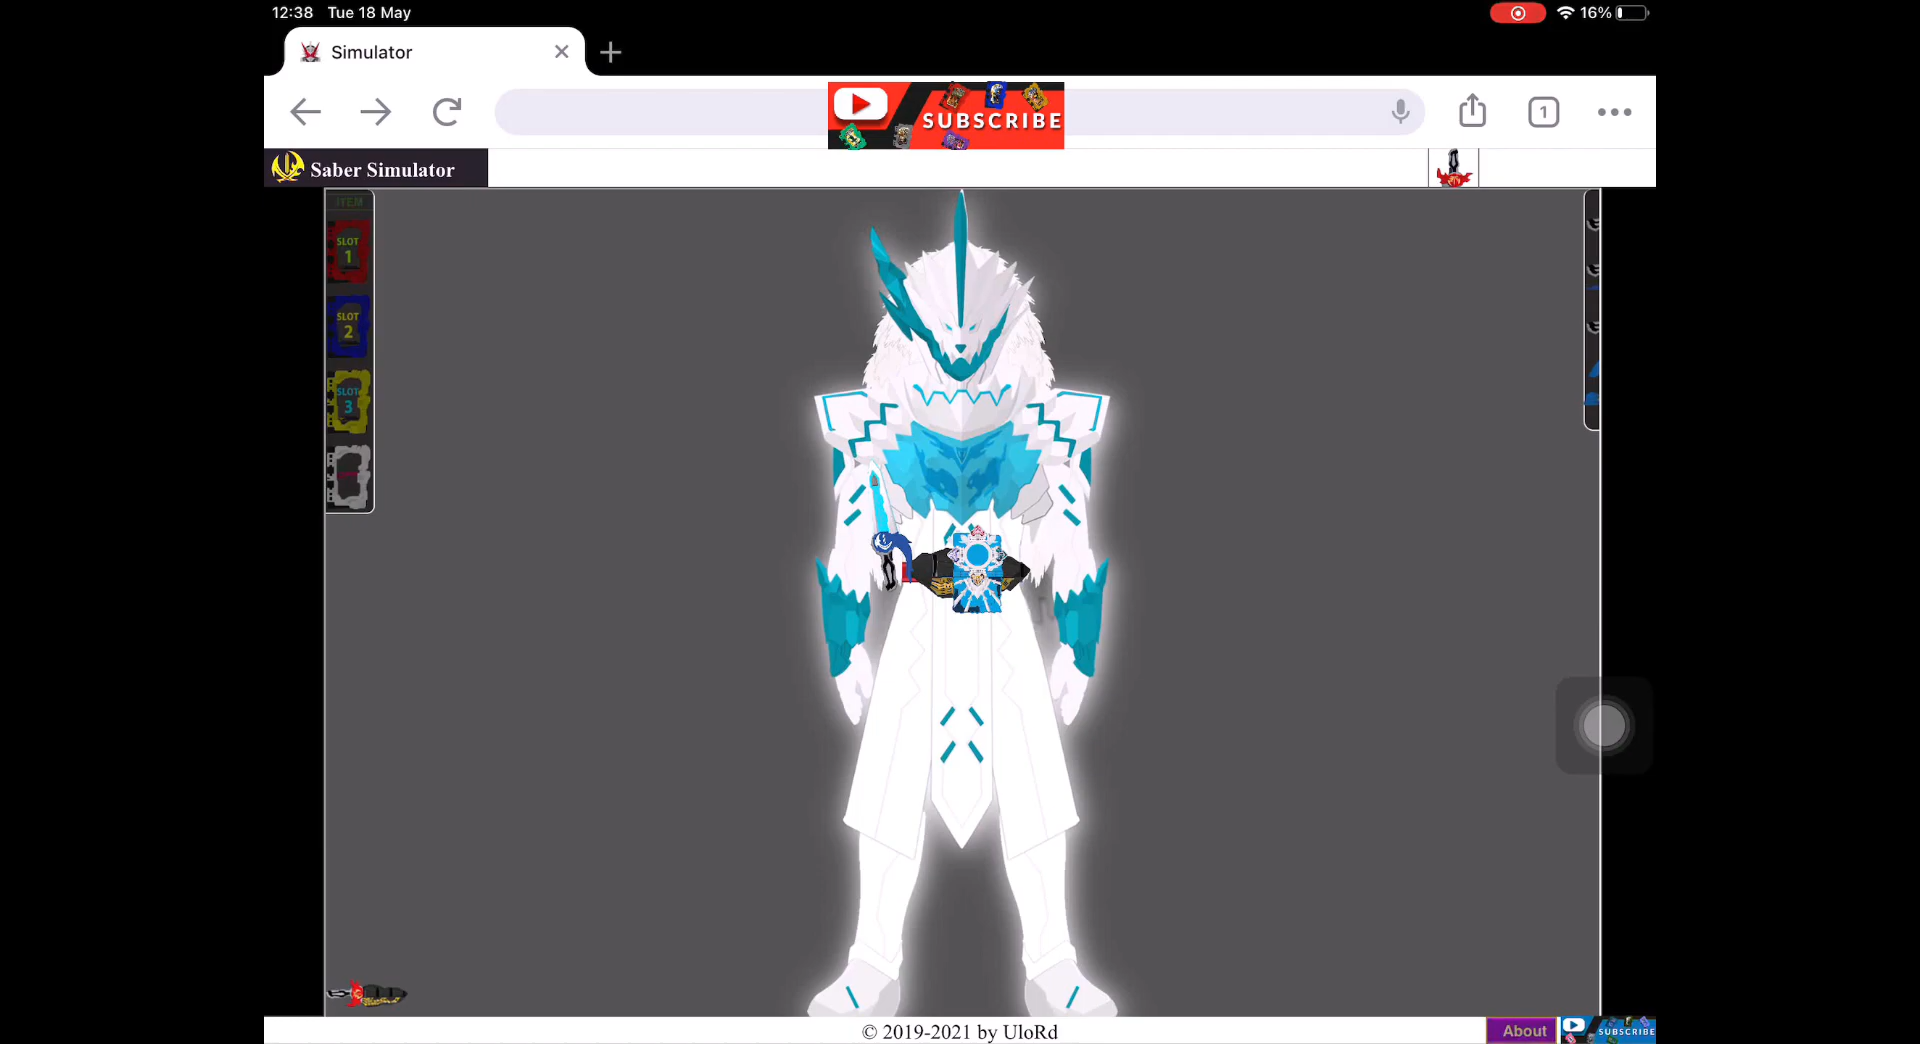 12:38 Tue 18 May
16%
Simulator
SUBSCRIBE
1
Saber Simulator
ITEM
SLOT
1
SLOT
2
SLOT
3
© 2019-2021 by UloRd
About
SUBSCRIBE